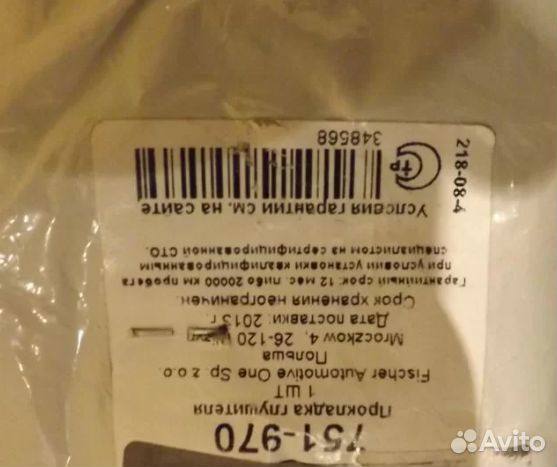 751-970
Прокладка глушителя
1 ШТ
Fischer Automotive One Sp. z.o.o.
Польша
Mroczkow 4, 26-120
Дата поставки: 2013 г.
Срок хранения неограничен.
Гарантийный срок: 12 мес. либо 20000 км пробега
при условии установки квалифицированным
специалистом на сертифицированной СТО.
Условия гарантии см. на сайте
348568
218-08-4
Avito